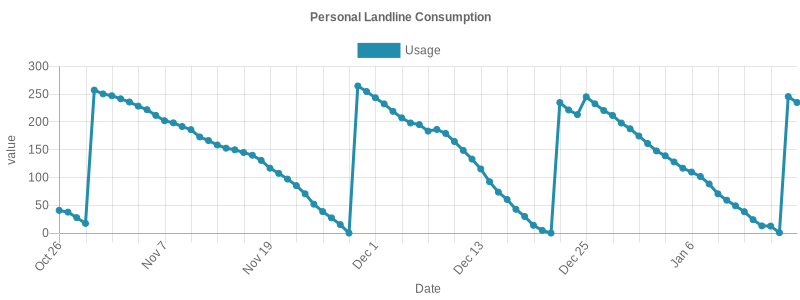 Personal Landline Consumption
Usage
value
300
250
200
150
100
50
0
Oct 26
Nov 7
Nov 19
Dec 1
Dec 13
Dec 25
Jan 6
Date